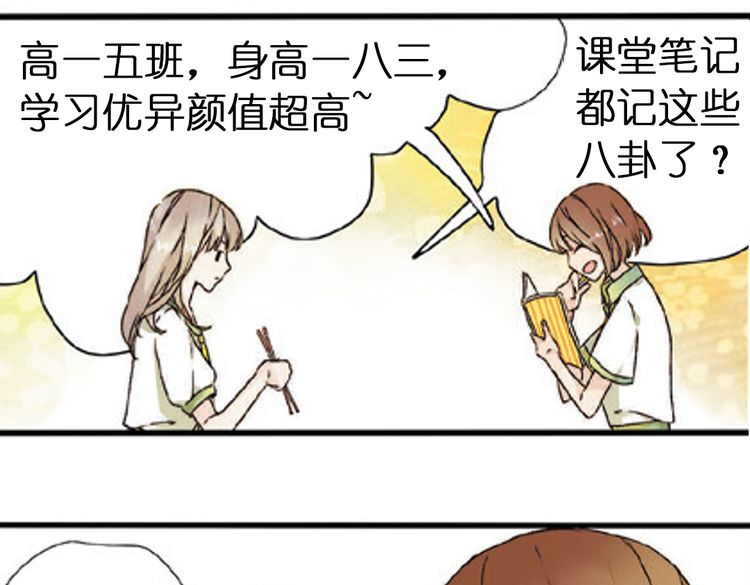 高一五班，身高一八三，
学习优异颜值超高~
课堂笔记
都记这些
八卦了？